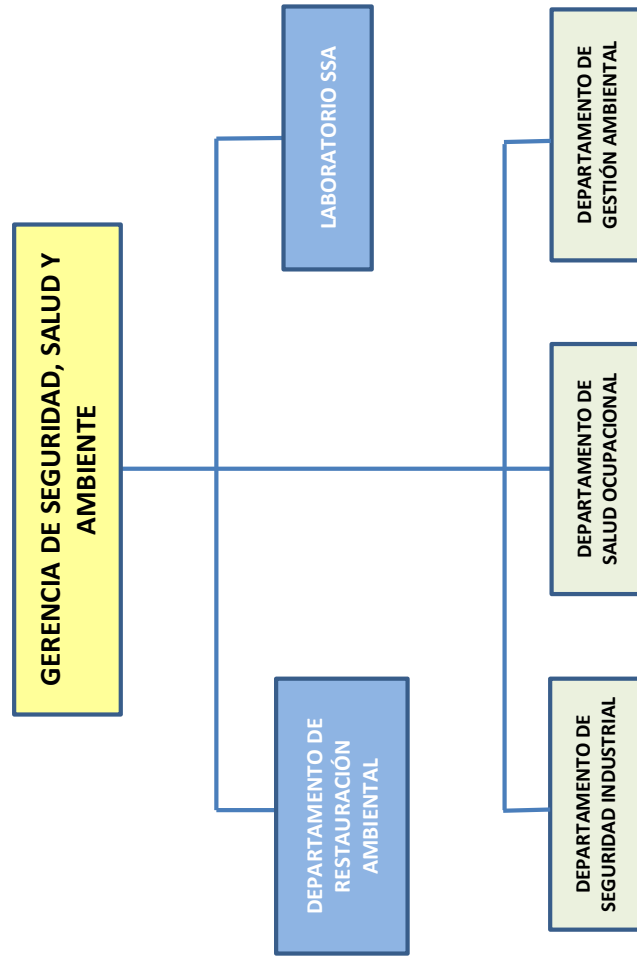 GERENCIA DE SEGURIDAD, SALUD Y
AMBIENTE
DEPARTAMENTO DE
RESTAURACIÓN
AMBIENTAL
LABORATORIO SSA
DEPARTAMENTO DE
SEGURIDAD INDUSTRIAL
DEPARTAMENTO DE
SALUD OCUPACIONAL
DEPARTAMENTO DE
GESTIÓN AMBIENTAL